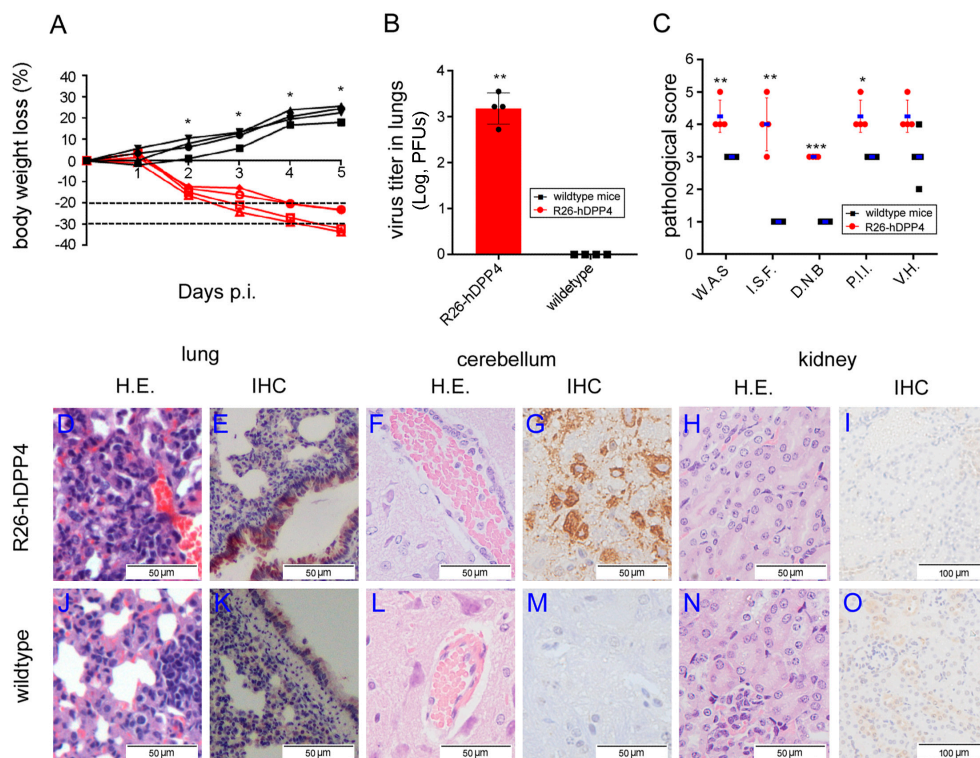 A
body weight loss (%)
40
30
20
10
0
-10
-20
-30
-40
* * * *
1 2 3 4 5
Days p.i.
B
virus titer in lungs
(Log, PFUs)
4
3
2
1
0
**
wildtype mice
R26-hDPP4
R26-hDPP4
wildetype
C
pathological score
6
5
4
3
2
1
0
** ** *** *
wildtype mice
R26-hDPP4
W.A.S
I.S.F.
D.N.B
P.I.I.
V.H.
lung cerebellum kidney
H.E. IHC H.E. IHC H.E. IHC
R26-hDPP4
D E F G H I
50 µm 50 µm 50 µm 50 µm 50 µm 100 µm
wildtype
J K L M N O
50 µm 50 µm 50 µm 50 µm 50 µm 100 µm